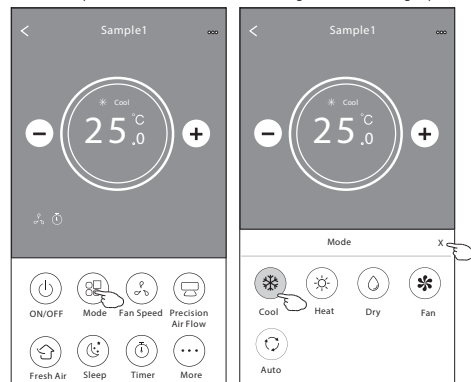 Sample1
Cool
25.0 °C
ON/OFF
Mode
Fan Speed
Precision
Air Flow
Fresh Air
Sleep
Timer
More
Sample1
Cool
25.0 °C
Mode X
Cool
Heat
Dry
Fan
Auto